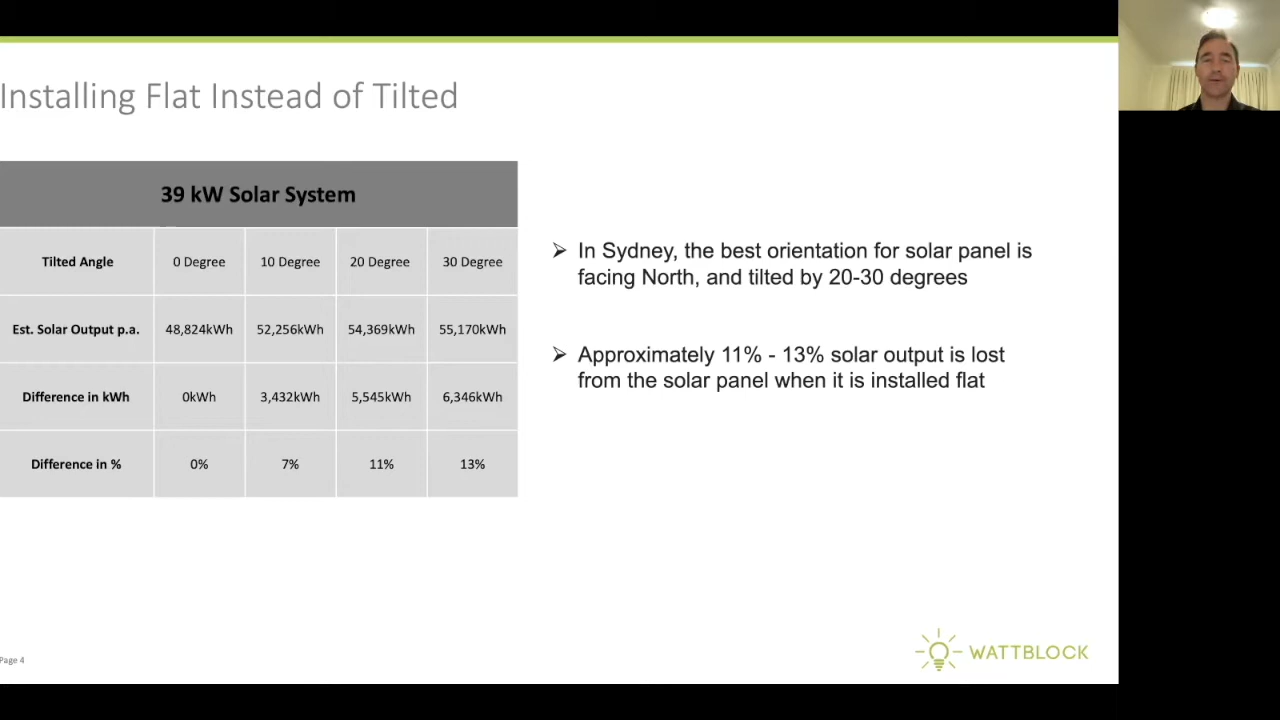 Installing Flat Instead of Tilted
39 kW Solar System
Tilted Angle 0 Degree 10 Degree 20 Degree 30 Degree
Est. Solar Output p.a. 48,824kWh 52,256kWh 54,369kWh 55,170kWh
Difference in kWh 0kWh 3,432kWh 5,545kWh 6,346kWh
Difference in % 0% 7% 11% 13%
➢ In Sydney, the best orientation for solar panel is
facing North, and tilted by 20-30 degrees
➢ Approximately 11% - 13% solar output is lost
from the solar panel when it is installed flat
Page 4
WATTBLOCK